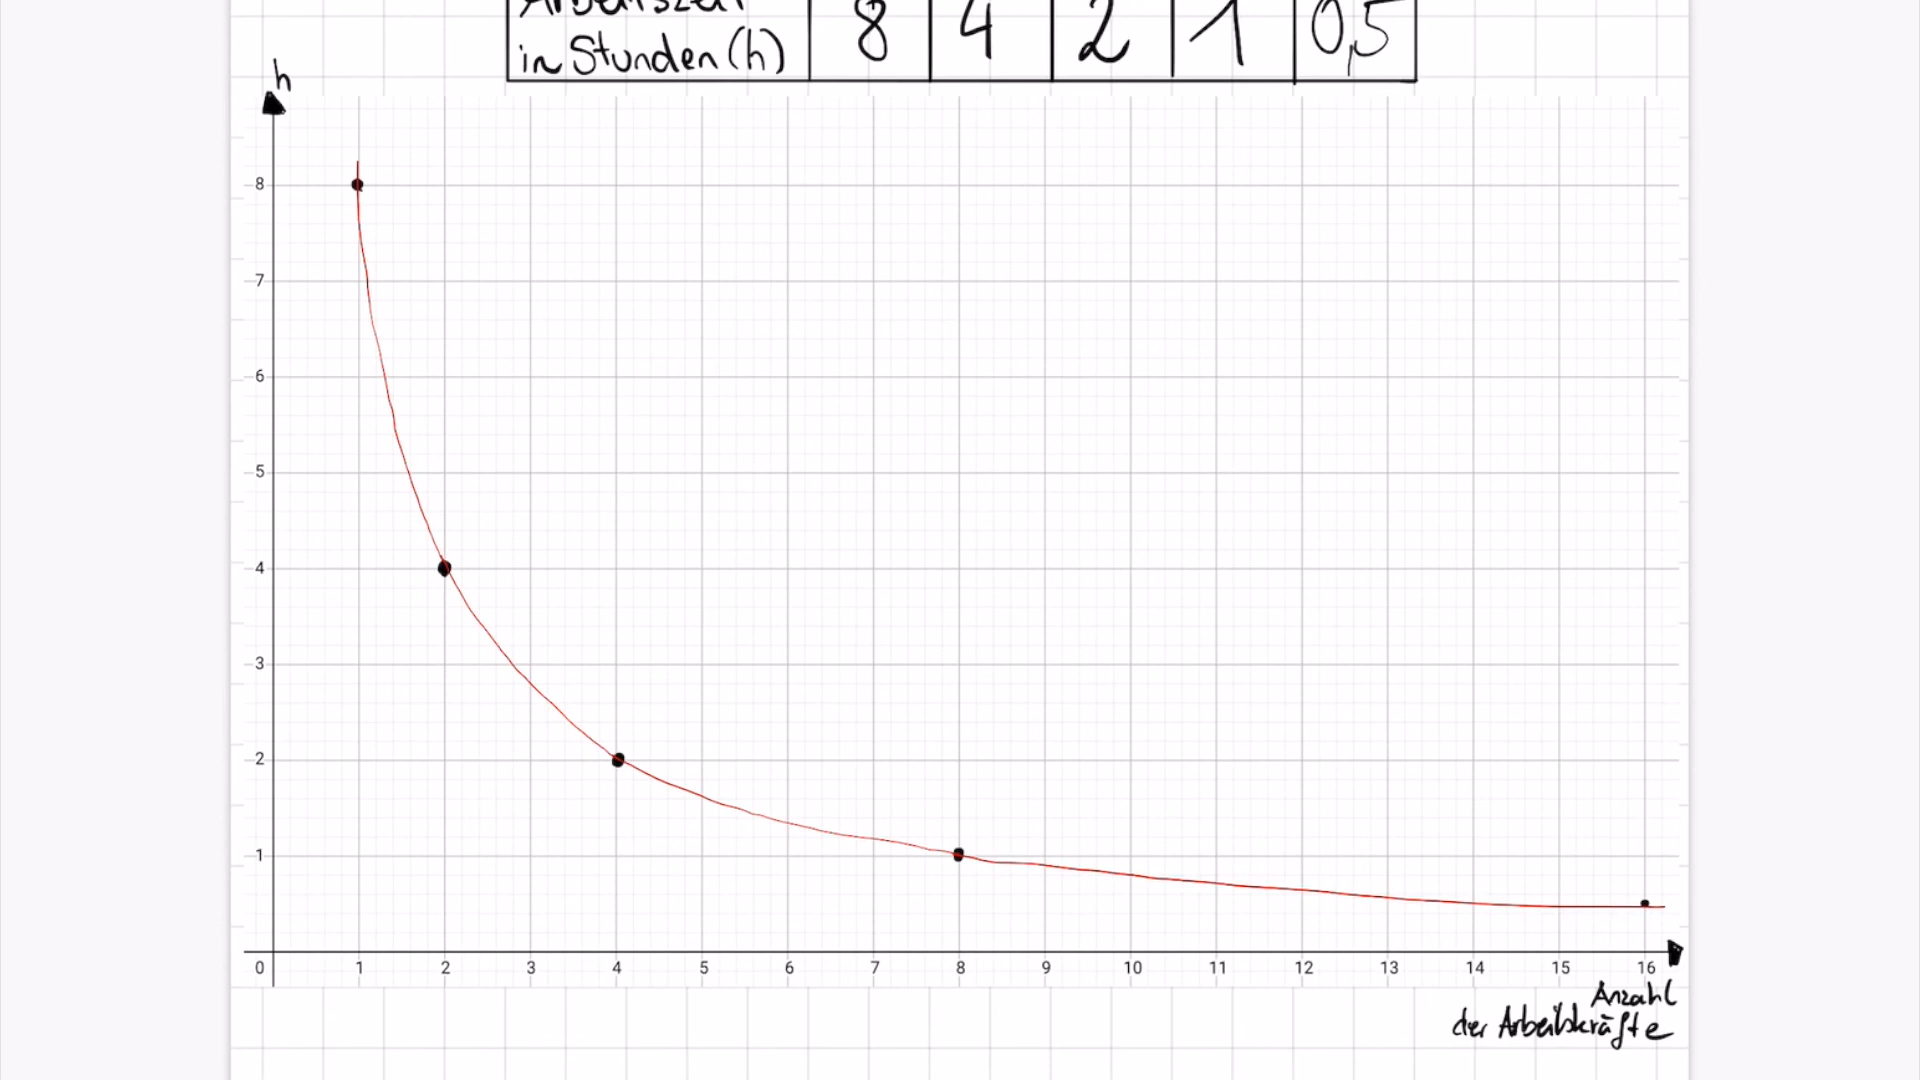 Arbeitszeit
in Stunden (h) 8 4 2 1 0,5
h
8
7
6
5
4
3
2
1
0 1 2 3 4 5 6 7 8 9 10 11 12 13 14 15 16
Anzahl
der Arbeitskräfte